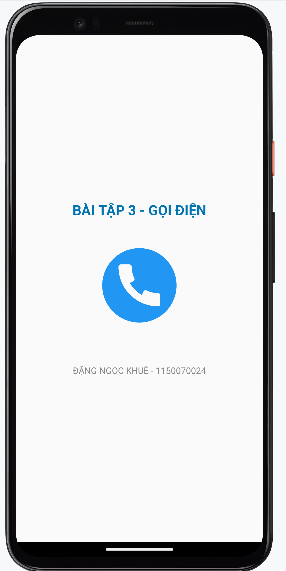 BÀI TẬP 3 - GỌI ĐIỆN
ĐẶNG NGỌC KHUÊ - 1150070024